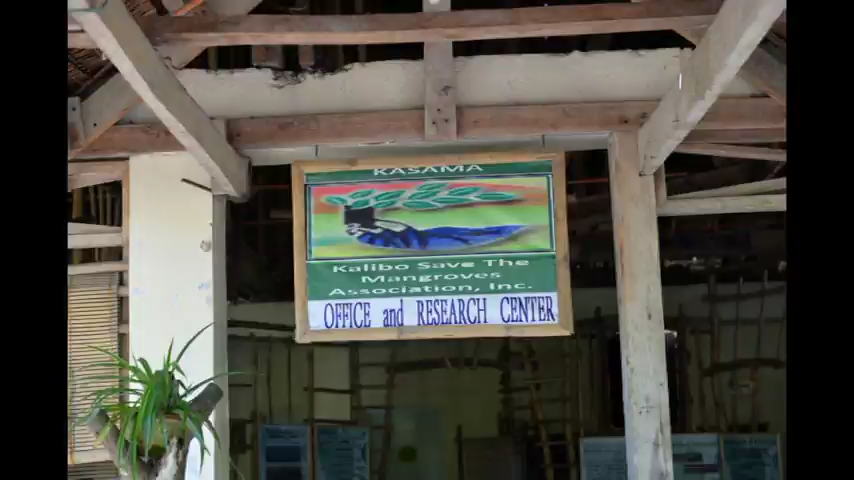 KASAMA
Kalibo Save The
Mangroves
Association, Inc.
OFFICE and RESEARCH CENTER